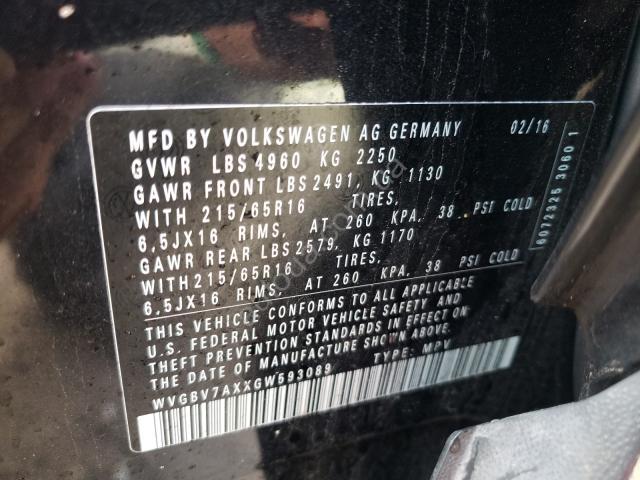 MFD BY VOLKSWAGEN AG GERMANY 02/16
GVWR LBS 4960 KG 2250
GAWR FRONT LBS 2491, KG 1130
WITH 215/65R16 TIRES,
6.5JX16 RIMS, AT 260 KPA, 38 PSI COLD
GAWR REAR LBS 2579, KG 1170
WITH 215/65R16 TIRES,
6.5JX16 RIMS, AT 260 KPA, 38 PSI COLD
THIS VEHICLE CONFORMS TO ALL APPLICABLE
U.S. FEDERAL MOTOR VEHICLE SAFETY AND
THEFT PREVENTION STANDARDS IN EFFECT ON
THE DATE OF MANUFACTURE SHOWN ABOVE.
TYPE: MPV
WVGBV7AXXGW593089
6072325 3060 1